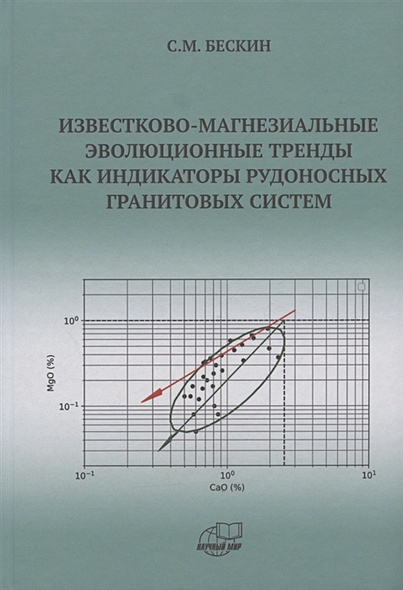 С.М. БЕСКИН
ИЗВЕСТКОВО-МАГНЕЗИАЛЬНЫЕ
ЭВОЛЮЦИОННЫЕ ТРЕНДЫ
КАК ИНДИКАТОРЫ РУДОНОСНЫХ
ГРАНИТОВЫХ СИСТЕМ
10⁰
MgO (%)
10⁻¹
10⁻¹ 10⁰ 10¹
CaO (%)
НАУЧНЫЙ МИР